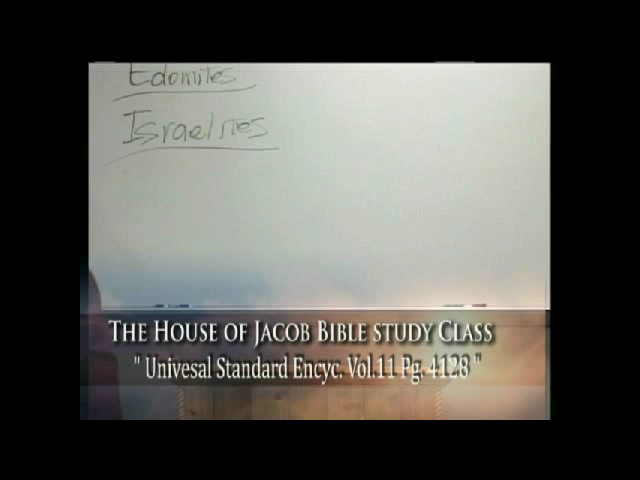 Edomites
Israelites
THE HOUSE OF JACOB BIBLE STUDY CLASS
" Univesal Standard Encyc. Vol.11 Pg. 4128 "